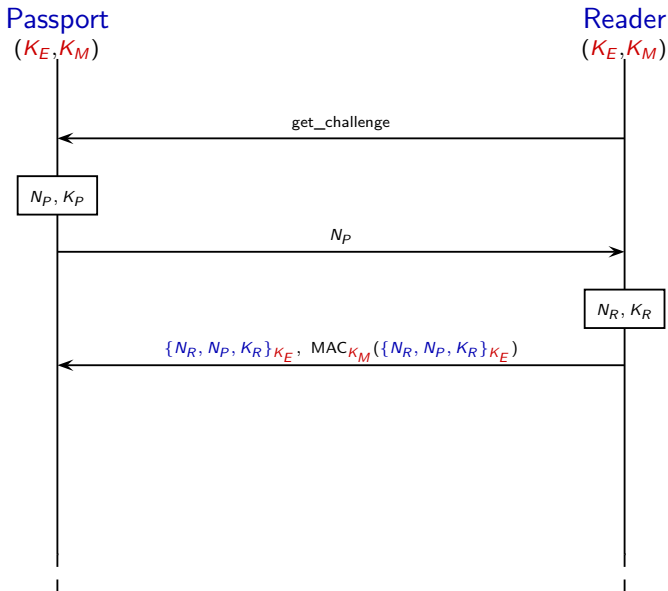 Passport Reader
(K_E,K_M) (K_E,K_M)
get_challenge
N_P, K_P
N_P
N_R, K_R
{N_R, N_P, K_R}_{K_E}, MAC_{K_M}({N_R, N_P, K_R}_{K_E})